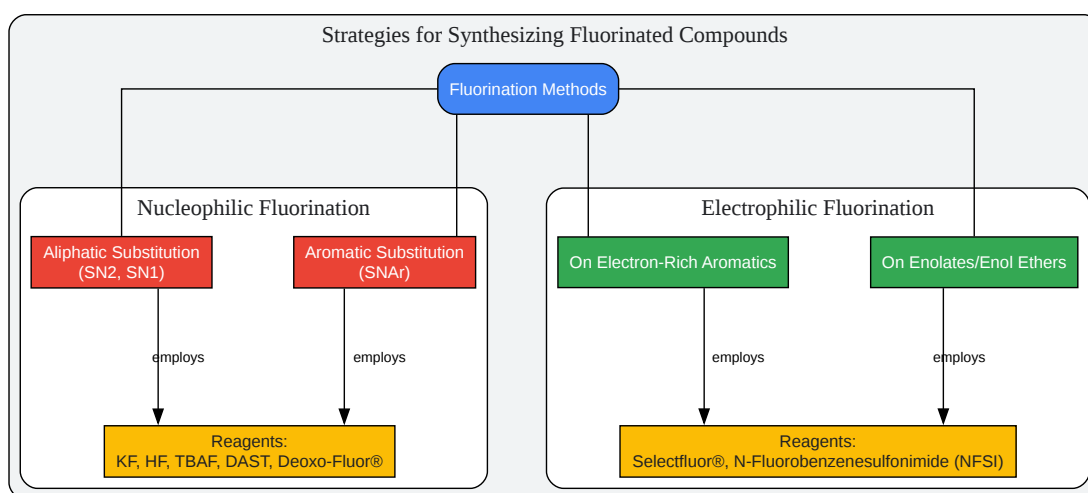 Strategies for Synthesizing Fluorinated Compounds
Fluorination Methods
Nucleophilic Fluorination
Electrophilic Fluorination
Aliphatic Substitution
(SN2, SN1)
Aromatic Substitution
(SNAr)
On Electron-Rich Aromatics
On Enolates/Enol Ethers
employs
employs
employs
employs
Reagents:
KF, HF, TBAF, DAST, Deoxo-Fluor®
Reagents:
Selectfluor®, N-Fluorobenzenesulfonimide (NFSI)